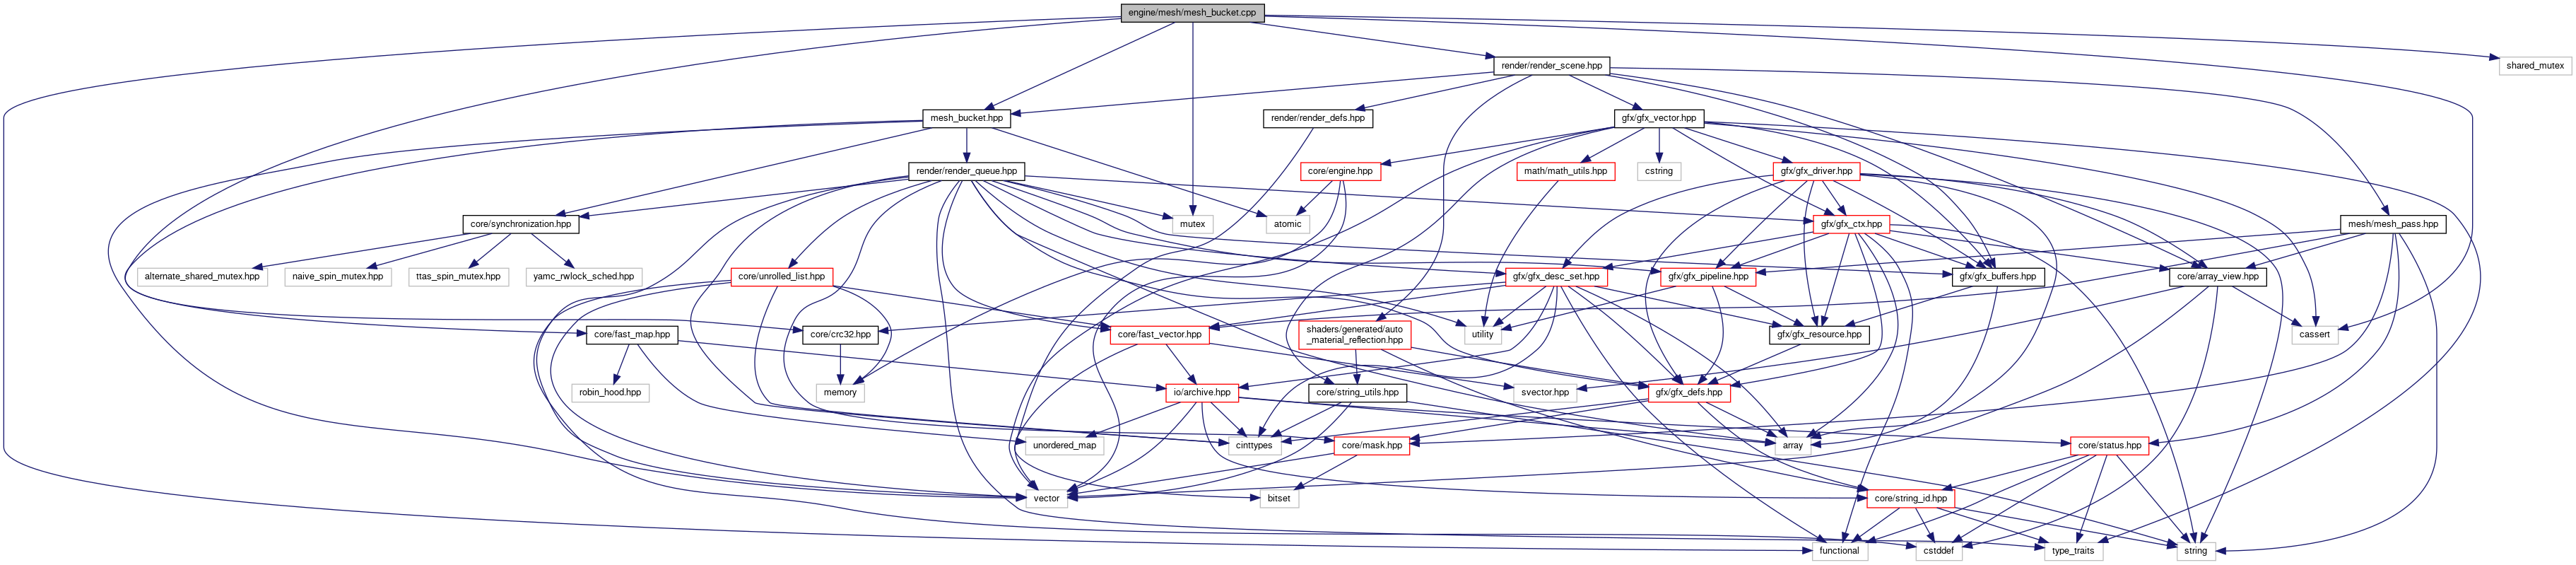 engine/mesh/mesh_bucket.cpp
render/render_scene.hpp
shared_mutex
mesh_bucket.hpp
render/render_defs.hpp
gfx/gfx_vector.hpp
render/render_queue.hpp
core/engine.hpp
math/math_utils.hpp
cstring
gfx/gfx_driver.hpp
core/synchronization.hpp
mutex
atomic
gfx/gfx_ctx.hpp
mesh/mesh_pass.hpp
alternate_shared_mutex.hpp
naive_spin_mutex.hpp
ttas_spin_mutex.hpp
yamc_rwlock_sched.hpp
core/unrolled_list.hpp
gfx/gfx_desc_set.hpp
gfx/gfx_pipeline.hpp
gfx/gfx_buffers.hpp
core/array_view.hpp
core/fast_map.hpp
core/crc32.hpp
core/fast_vector.hpp
shaders/generated/auto
_material_reflection.hpp
utility
gfx/gfx_resource.hpp
cassert
robin_hood.hpp
memory
io/archive.hpp
core/string_utils.hpp
svector.hpp
gfx/gfx_defs.hpp
unordered_map
cinttypes
core/mask.hpp
array
core/status.hpp
vector
bitset
core/string_id.hpp
functional
cstddef
type_traits
string